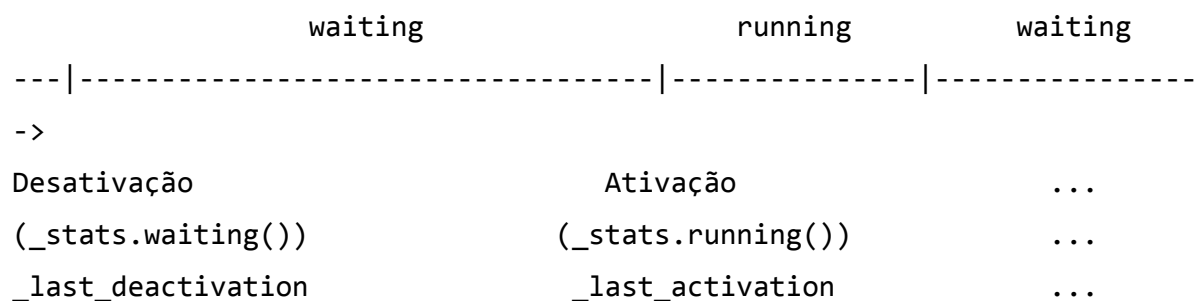 waiting running waiting
---|-----------------------------------|---------------|----------------
->
Desativação Ativação ...
(_stats.waiting()) (_stats.running()) ...
_last_deactivation _last_activation ...